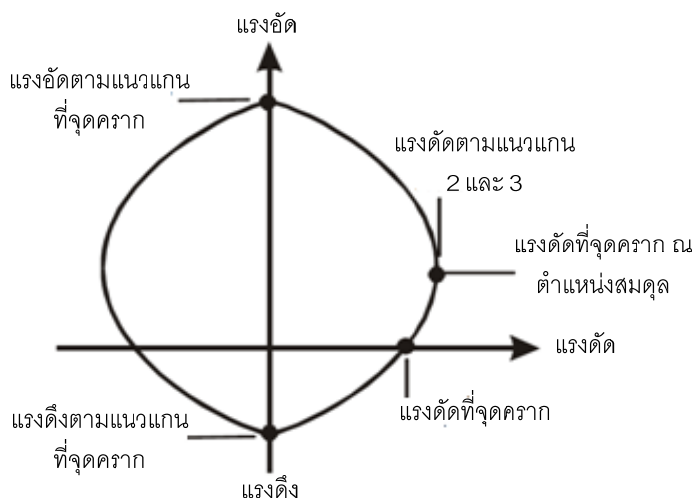 แรงอัด
แรงอัดตามแนวแกน
ที่จุดคราก
แรงดัดตามแนวแกน
2 และ 3
แรงดัดที่จุดคราก ณ
ตำแหน่งสมดุล
แรงดัด
แรงดัดที่จุดคราก
แรงดึงตามแนวแกน
ที่จุดคราก
แรงดึง